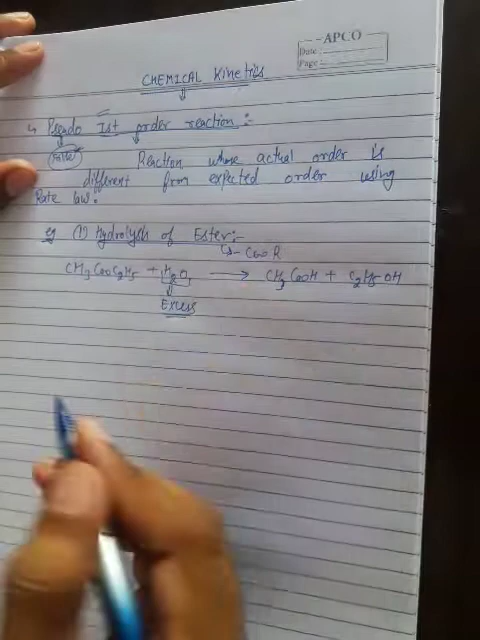 APCO
Date
Page
CHEMICAL Kinetics
↳ Pseudo Ist order reaction :-
(false) Reaction whose actual order is
different from expected order using
Rate law.
eg (1) Hydrolysis of Ester:-
↳ -COOR
CH3COOC2H5 + H2O → CH3COOH + C2H5OH
Excess